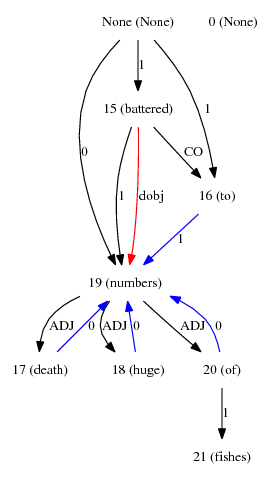 None (None) 0 (None)
1
15 (battered)
0 CO 1
1 dobj 16 (to)
1
19 (numbers)
ADJ 0 ADJ 0 ADJ 0
17 (death) 18 (huge) 20 (of)
1
21 (fishes)